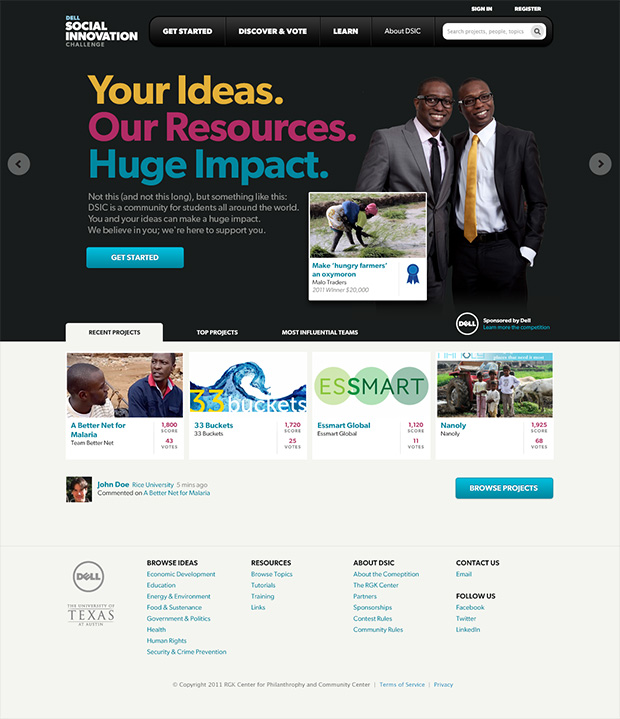 SIGN IN
REGISTER
DELL
SOCIAL
INNOVATION
CHALLENGE
GET STARTED
DISCOVER & VOTE
LEARN
About DSIC
Search projects, people, topics
Your Ideas.
Our Resources.
Huge Impact.
Not this (and not this long), but something like this:
DSIC is a community for students all around the world.
You and your ideas can make a huge impact.
We believe in you; we're here to support you.
GET STARTED
Make 'hungry farmers'
an oxymoron
Malo Traders
2011 Winner $20,000
DELL
Sponsored by Dell
Learn more the competition
RECENT PROJECTS
TOP PROJECTS
MOST INFLUENTIAL TEAMS
33 buckets
ESSMART
places that need it most
A Better Net for
Malaria
Team Better Net
1,800
SCORE
43
VOTES
33 Buckets
33 Buckets
1,720
SCORE
25
VOTES
Essmart Global
Essmart Global
1,120
SCORE
11
VOTES
Nanoly
Nanoly
1,925
SCORE
68
VOTES
John Doe Rice University 5 mins ago
Commented on A Better Net for Malaria
BROWSE PROJECTS
DELL
THE UNIVERSITY OF
TEXAS
AT AUSTIN
BROWSE IDEAS
Economic Development
Education
Energy & Environment
Food & Sustenance
Government & Politics
Health
Human Rights
Security & Crime Prevention
RESOURCES
Browse Topics
Tutorials
Training
Links
ABOUT DSIC
About the Comeptition
The RGK Center
Partners
Sponsorships
Contest Rules
Community Rules
CONTACT US
Email
FOLLOW US
Facebook
Twitter
LinkedIn
© Copyright 2011 RGK Center for Philanthrophy and Community Center | Terms of Service | Privacy